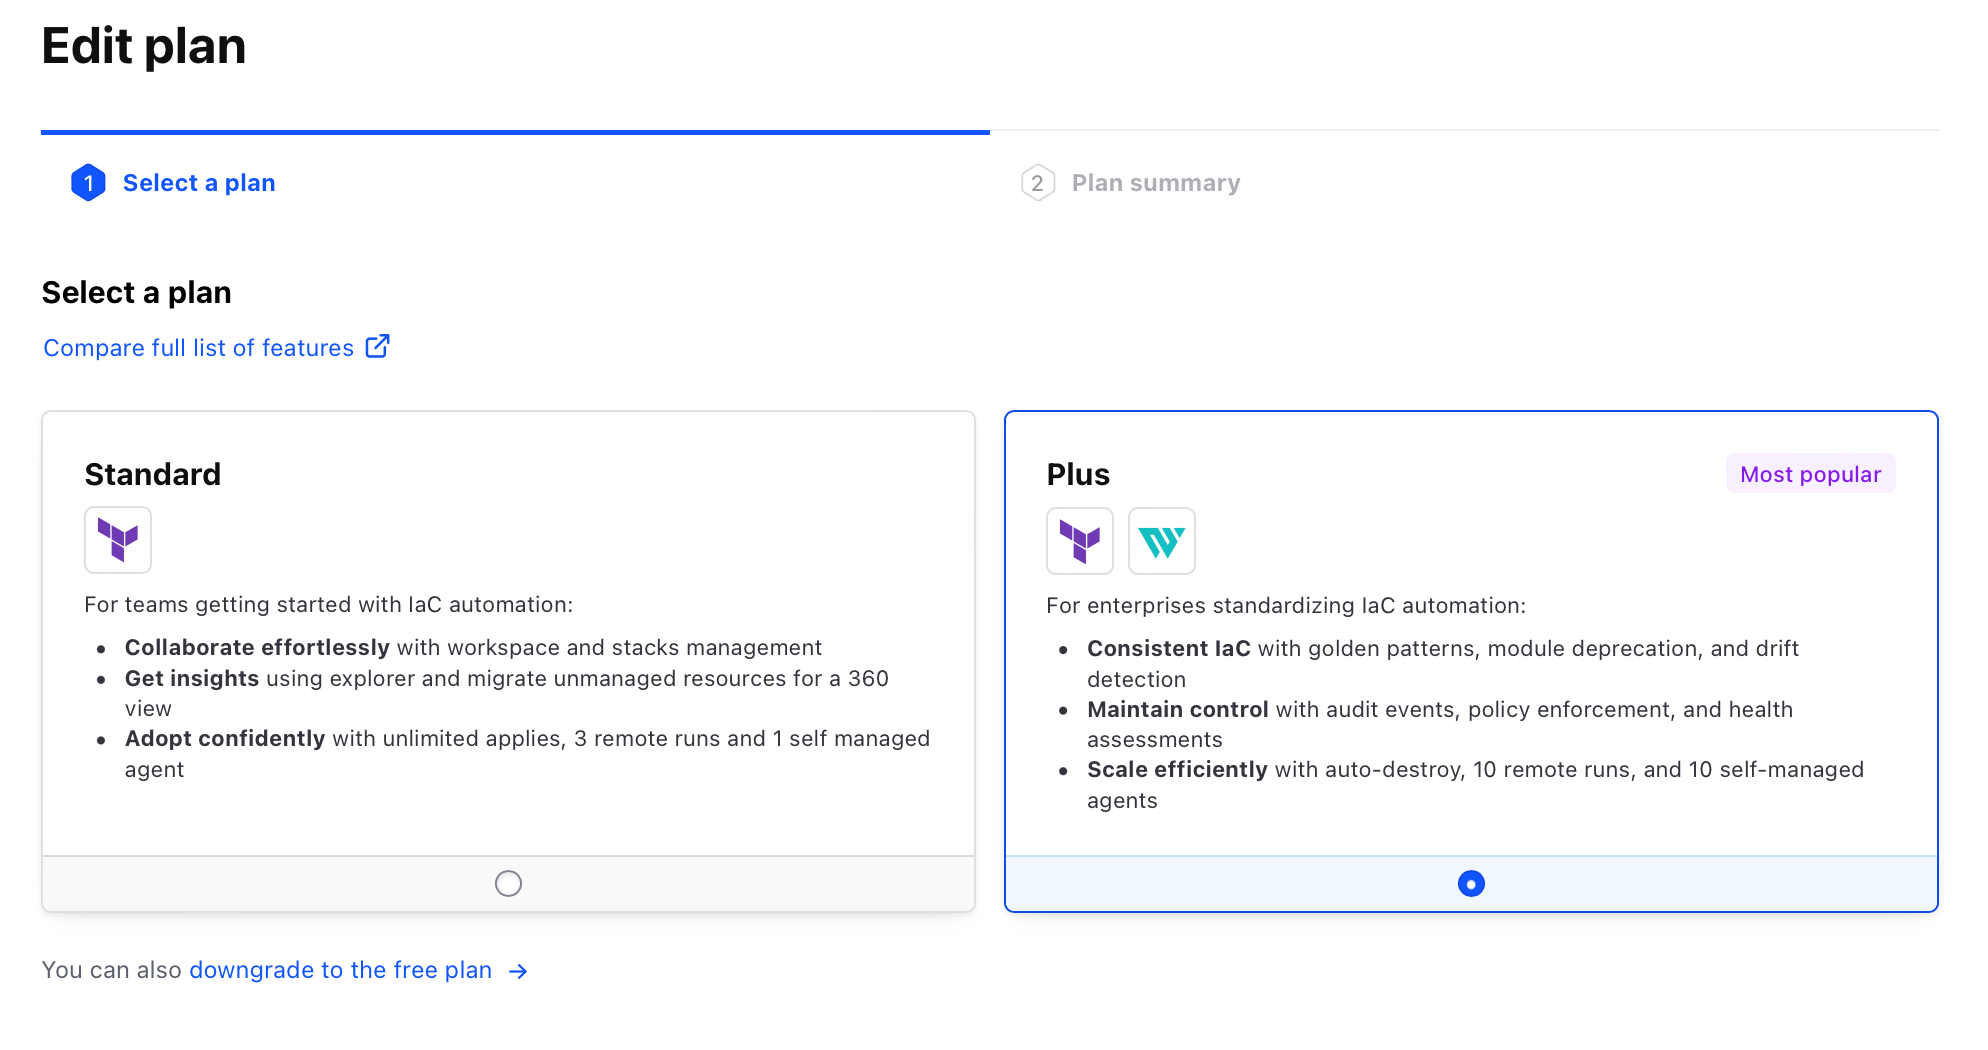 Edit plan
1 Select a plan
2 Plan summary
Select a plan
Compare full list of features
Standard
For teams getting started with IaC automation:
• Collaborate effortlessly with workspace and stacks management
• Get insights using explorer and migrate unmanaged resources for a 360
view
• Adopt confidently with unlimited applies, 3 remote runs and 1 self managed
agent
Plus
Most popular
For enterprises standardizing IaC automation:
• Consistent IaC with golden patterns, module deprecation, and drift
detection
• Maintain control with audit events, policy enforcement, and health
assessments
• Scale efficiently with auto-destroy, 10 remote runs, and 10 self-managed
agents
You can also downgrade to the free plan →